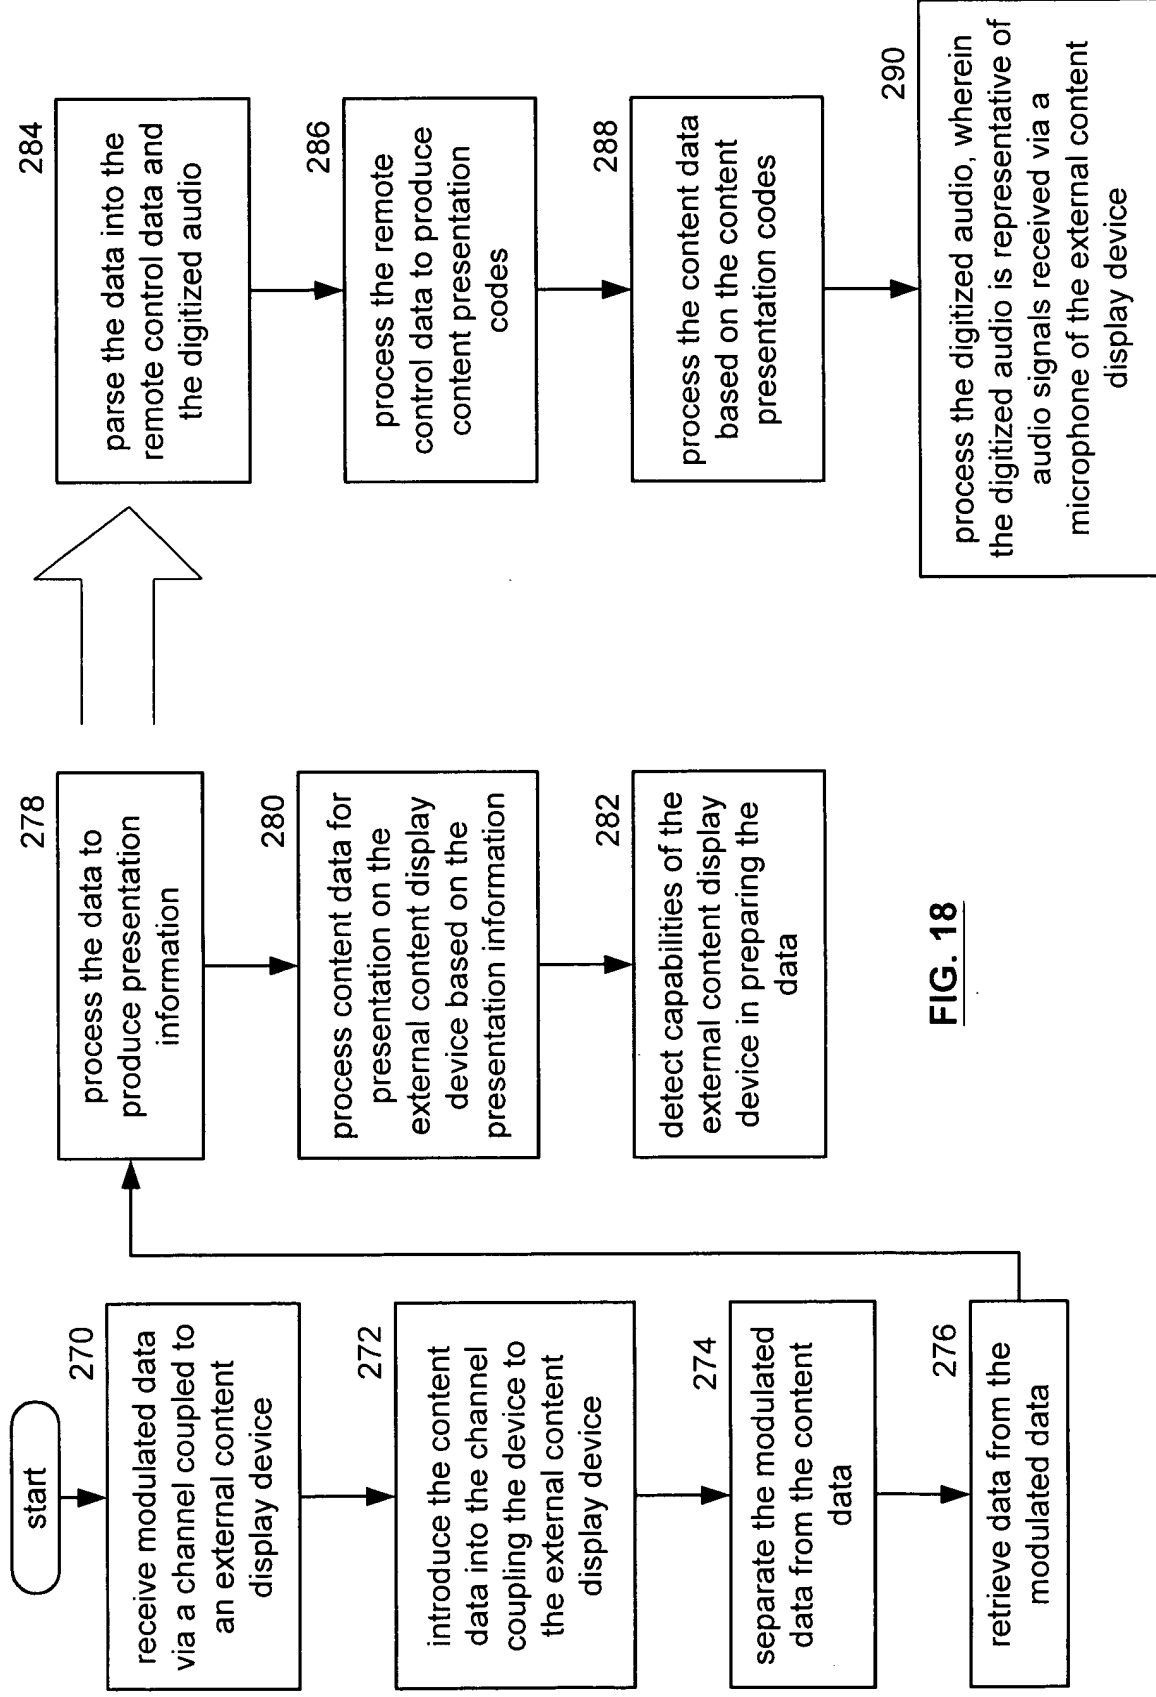 start
270
receive modulated data
via a channel coupled to
an external content
display device
272
introduce the content
data into the channel
coupling the device to
the external content
display device
274
separate the modulated
data from the content
data
276
retrieve data from the
modulated data
278
process the data to
produce presentation
information
280
process content data for
presentation on the
external content display
device based on the
presentation information
282
detect capabilities of the
external content display
device in preparing the
data
284
parse the data into the
remote control data and
the digitized audio
286
process the remote
control data to produce
content presentation
codes
288
process the content data
based on the content
presentation codes
290
process the digitized audio, wherein
the digitized audio is representative of
audio signals received via a
microphone of the external content
display device
FIG. 18